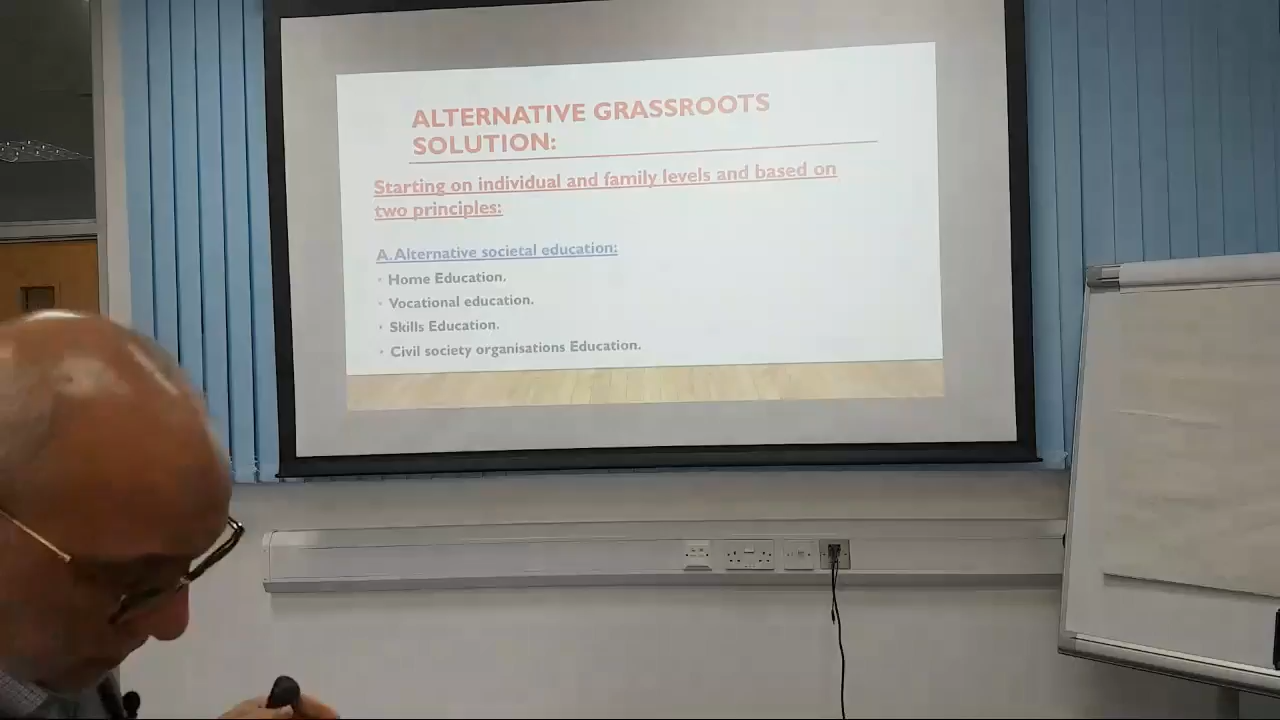 ALTERNATIVE GRASSROOTS
SOLUTION:
Starting on individual and family levels and based on
two principles:
A.Alternative societal education:
• Home Education.
• Vocational education.
• Skills Education.
• Civil society organisations Education.